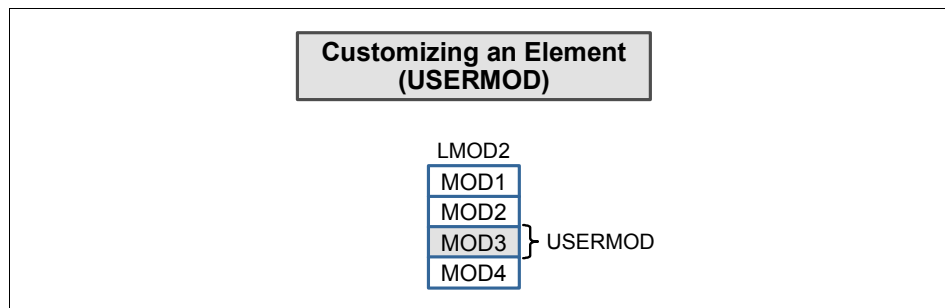 Customizing an Element
(USERMOD)
LMOD2
MOD1
MOD2
MOD3
USERMOD
MOD4